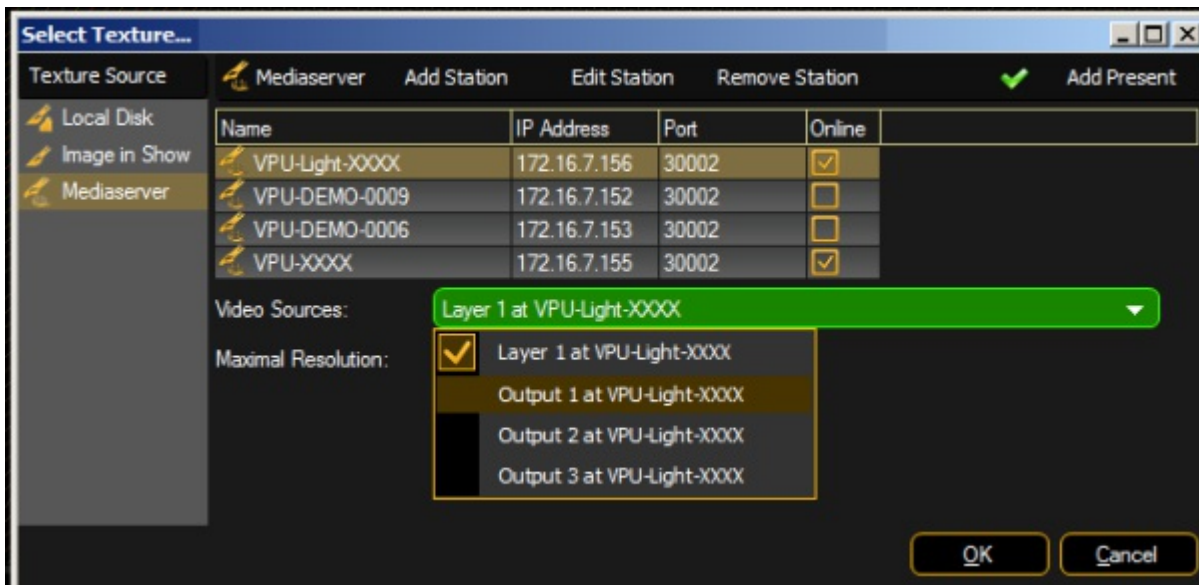 Select Texture...
Texture Source Mediaserver Add Station Edit Station Remove Station Add Present
Local Disk
Image in Show
Mediaserver
Name IP Address Port Online
VPU-Light-XXXX 172.16.7.156 30002
VPU-DEMO-0009 172.16.7.152 30002
VPU-DEMO-0006 172.16.7.153 30002
VPU-XXXX 172.16.7.155 30002
Video Sources: Layer 1 at VPU-Light-XXXX
Maximal Resolution:
Layer 1 at VPU-Light-XXXX
Output 1 at VPU-Light-XXXX
Output 2 at VPU-Light-XXXX
Output 3 at VPU-Light-XXXX
OK Cancel